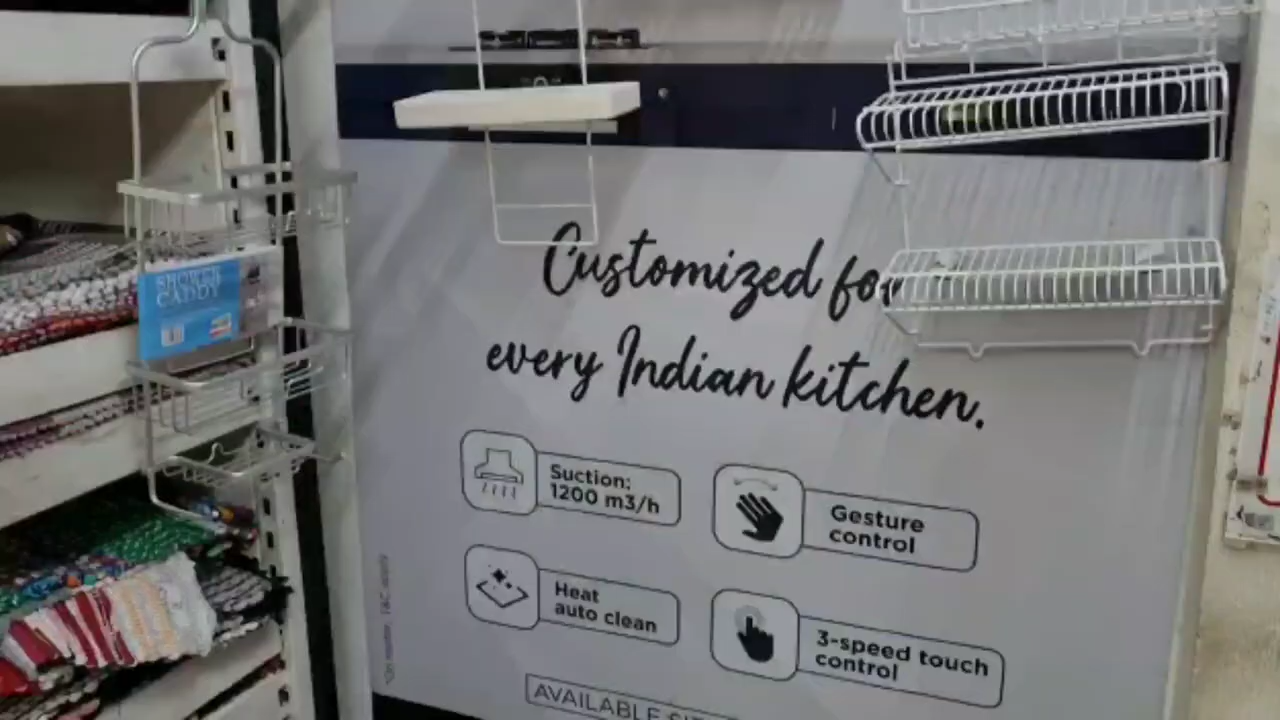 SHOWER
CADDY
Customized for
every Indian kitchen.
Suction:
1200 m3/h
Gesture
control
Heat
auto clean
3-speed touch
control
AVAILABLE